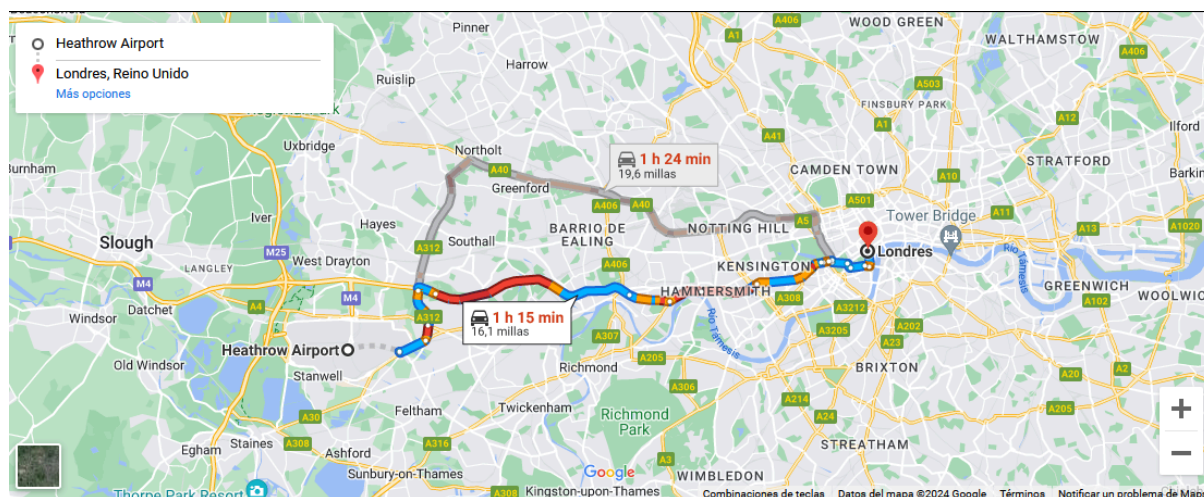 Heathrow Airport
Londres, Reino Unido
Más opciones
Pinner
A406
WOOD GREEN
A1
WALTHAMSTOW
A406
Harrow
Ruislip
A503
FINSBURY PARK
A12
Ilford
Uxbridge
A41
A1
Burnham
Northolt
A40
1 h 24 min
19,6 millas
STRATFORD
CAMDEN TOWN
A10
Barkin
Greenford
A406
A40
A501
A5
Tower Bridge
A11
A13
A1020
Iver
Hayes
BARRIO DE
EALING
NOTTING HILL
Slough
M25
A312
Southall
Londres
Río Támesis
LANGLEY
West Drayton
A406
KENSINGTON
GREENWICH
M4
M4
A4
HAMMERSMITH
A308
A102
WOOLWIC
Datchet
Windsor
A312
1 h 15 min
16,1 millas
A3212
Río
Támesis
A3205
A202
A23
A307
A205
Heathrow Airport
Old Windsor
Stanwell
Richmond
A306
BRIXTON
A20
A2
A30
Feltham
Twickenham
A214
A24
A205
Richmond
Park
Staines
A308
A316
STREATHAM
Egham
Ashford
A3
Sunbury-on-Thames
Google
WIMBLEDON
Thorpe Park Resort
A308
Kingston-upon-Thames
Combinaciones de teclas
Datos del mapa ©2024 Google
Términos
Notificar un problema de Ma